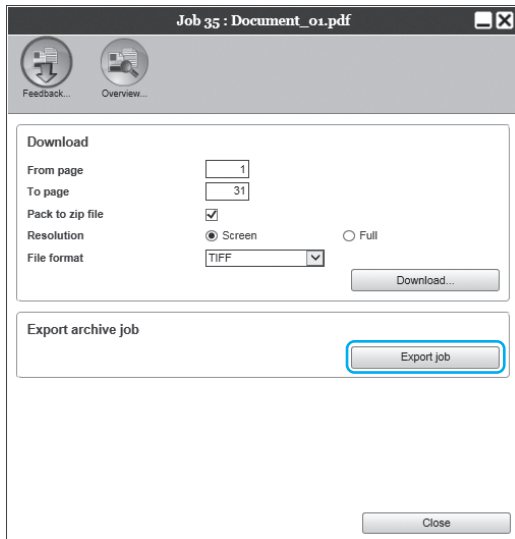 Job 35 : Document_01.pdf
Feedback... Overview...
Download
From page 1
To page 31
Pack to zip file
Resolution Screen Full
File format TIFF
Download...
Export archive job
Export job
Close